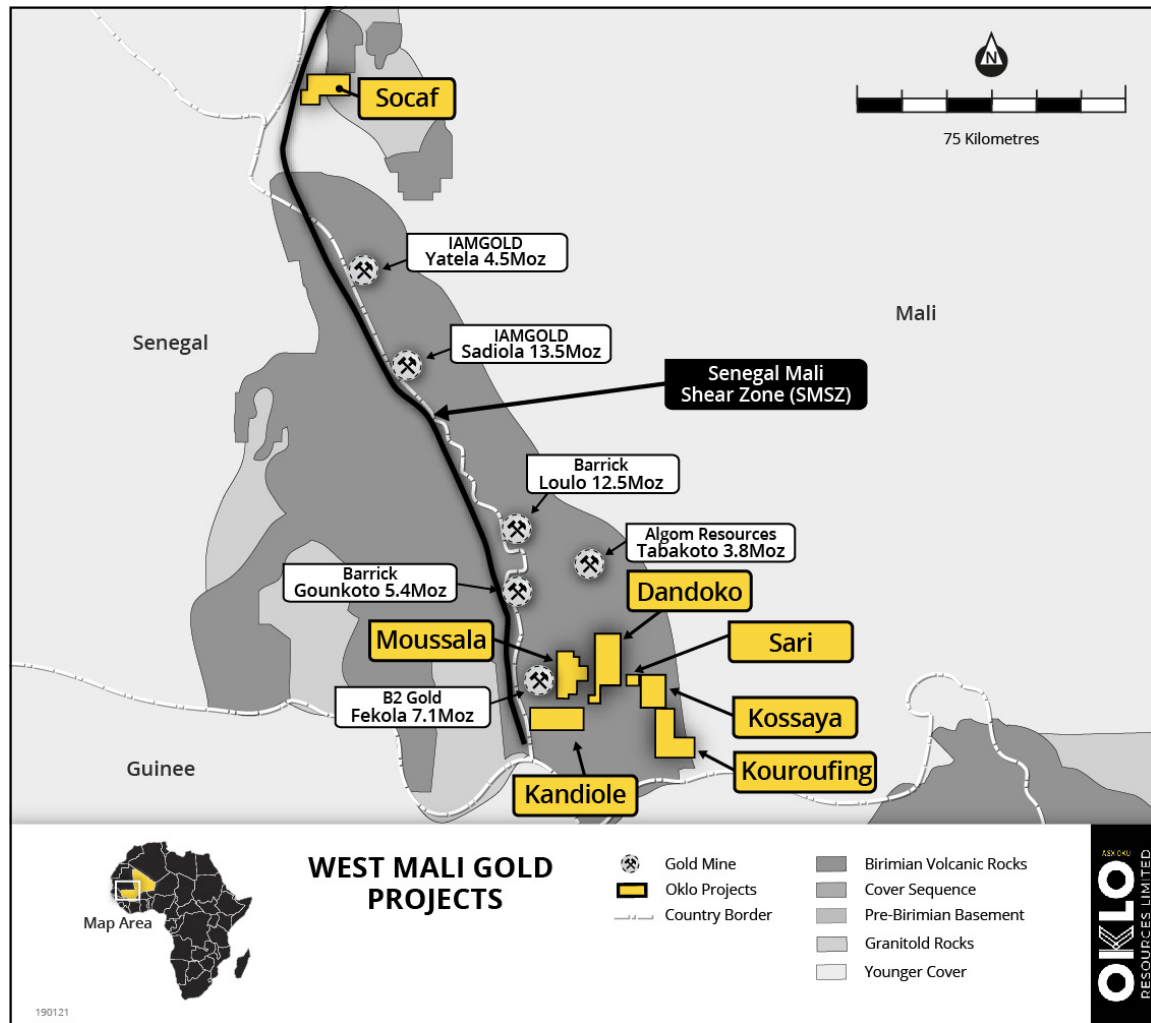 Socaf
N
75 Kilometres
IAMGOLD
Yatela 4.5Moz
Mali
Senegal
IAMGOLD
Sadiola 13.5Moz
Senegal Mali
Shear Zone (SMSZ)
Barrick
Loulo 12.5Moz
Algom Resources
Tabakoto 3.8Moz
Barrick
Gounkoto 5.4Moz
Dandoko
Moussala
Sari
B2 Gold
Fekola 7.1Moz
Kossaya
Guinee
Kouroufing
Kandiole
Map Area
WEST MALI GOLD
PROJECTS
Gold Mine
Oklo Projects
Country Border
Birimian Volcanic Rocks
Cover Sequence
Pre-Birimian Basement
Granitold Rocks
Younger Cover
ASX OKU
OKLO
RESOURCES LIMITED
190121